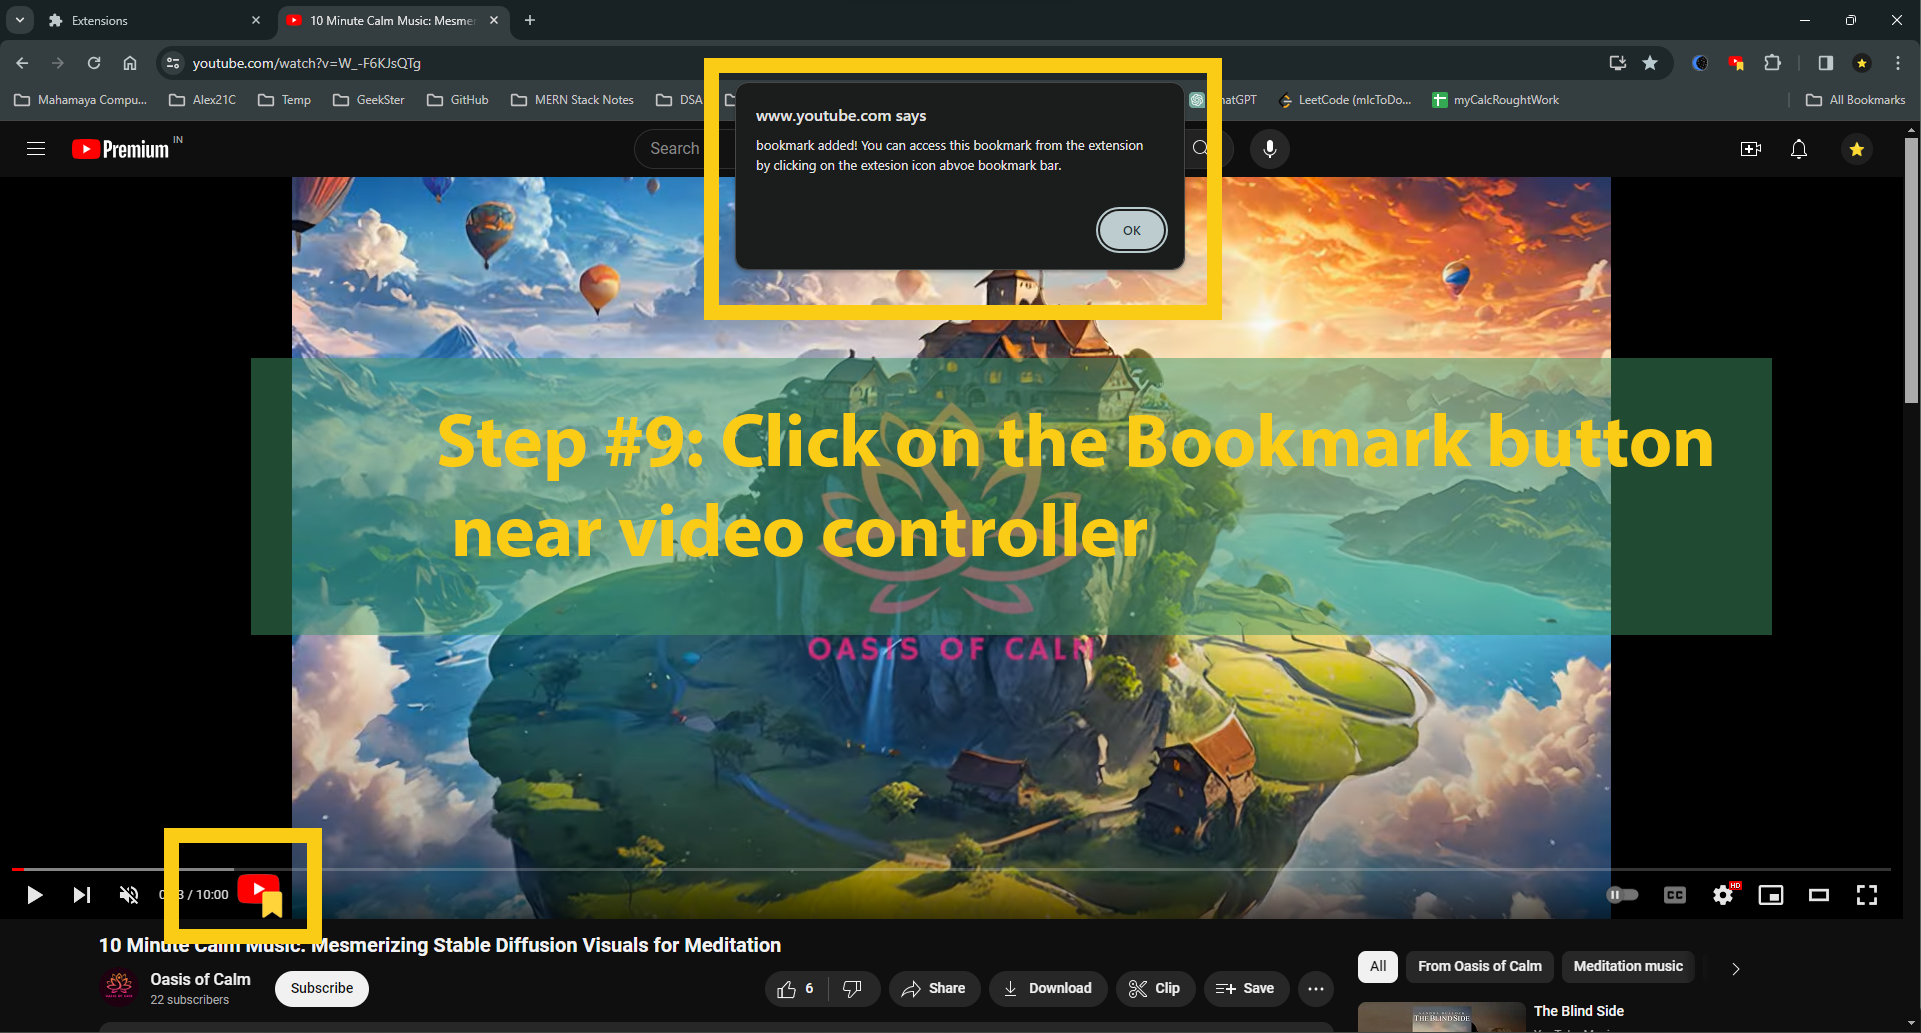 Extensions
10 Minute Calm Music: Mesme
youtube.com/watch?v=W_-F6KJsQTg
Mahamaya Compu...
Alex21C
Temp
GeekSter
GitHub
MERN Stack Notes
DSA
atGPT
LeetCode (mlcToDo...
myCalcRoughtWork
All Bookmarks
www.youtube.com says
bookmark added! You can access this bookmark from the extension
by clicking on the extesion icon abvoe bookmark bar.
OK
Premium IN
Search
Step #9: Click on the Bookmark button
near video controller
OASIS OF CALM
/ 10:00
CC
HD
10 Minute Calm Music: Mesmerizing Stable Diffusion Visuals for Meditation
Oasis of Calm
22 subscribers
Subscribe
6
Share
Download
Clip
Save
All
From Oasis of Calm
Meditation music
THE BLIND SIDE
The Blind Side